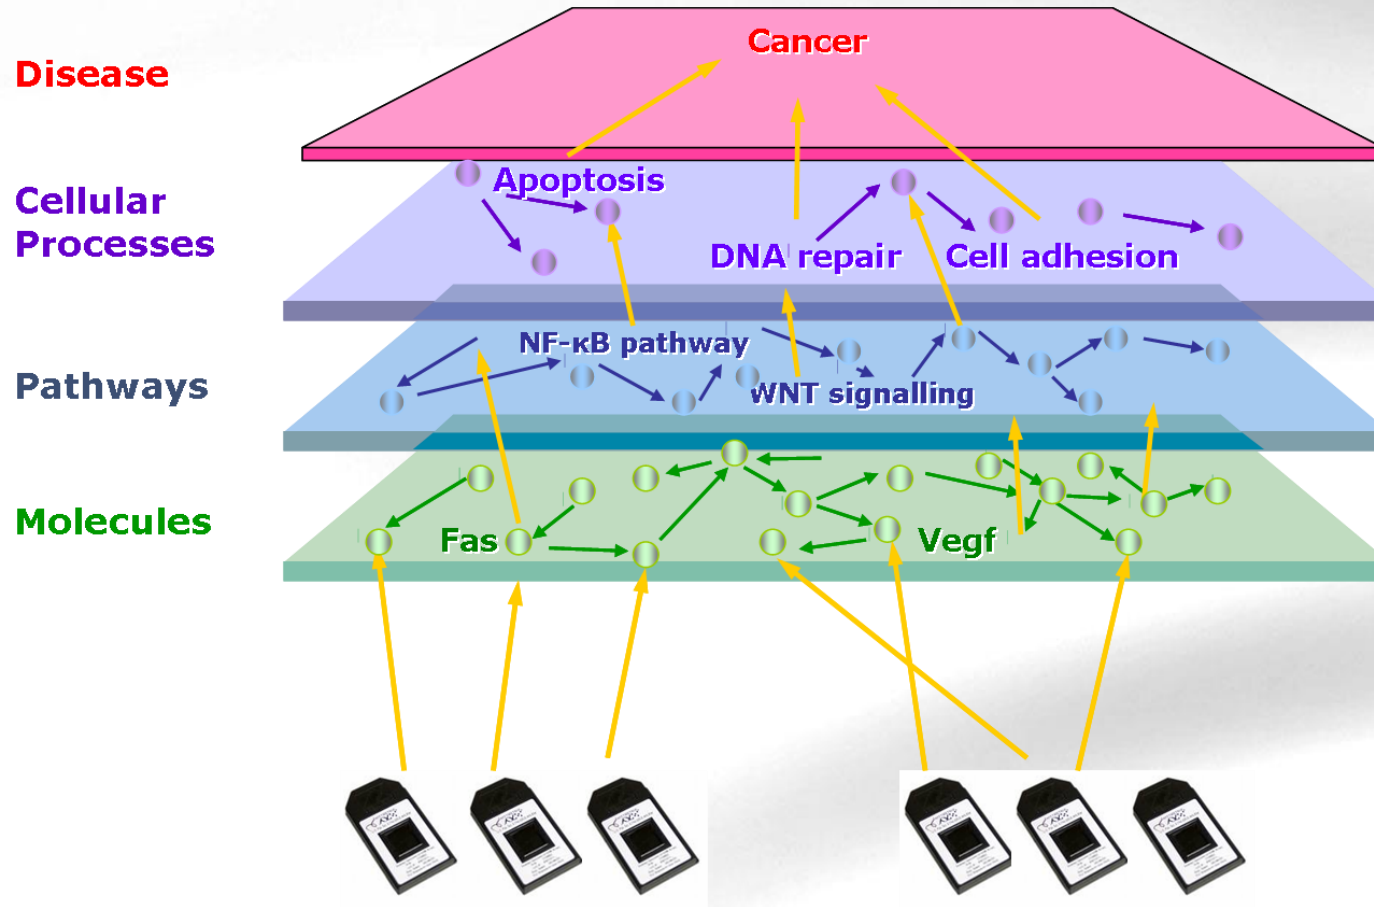 Cancer
Disease
Apoptosis
Cellular
Processes
DNA repair
Cell adhesion
NF-κB pathway
Pathways
WNT signalling
Molecules
Fas
Vegf